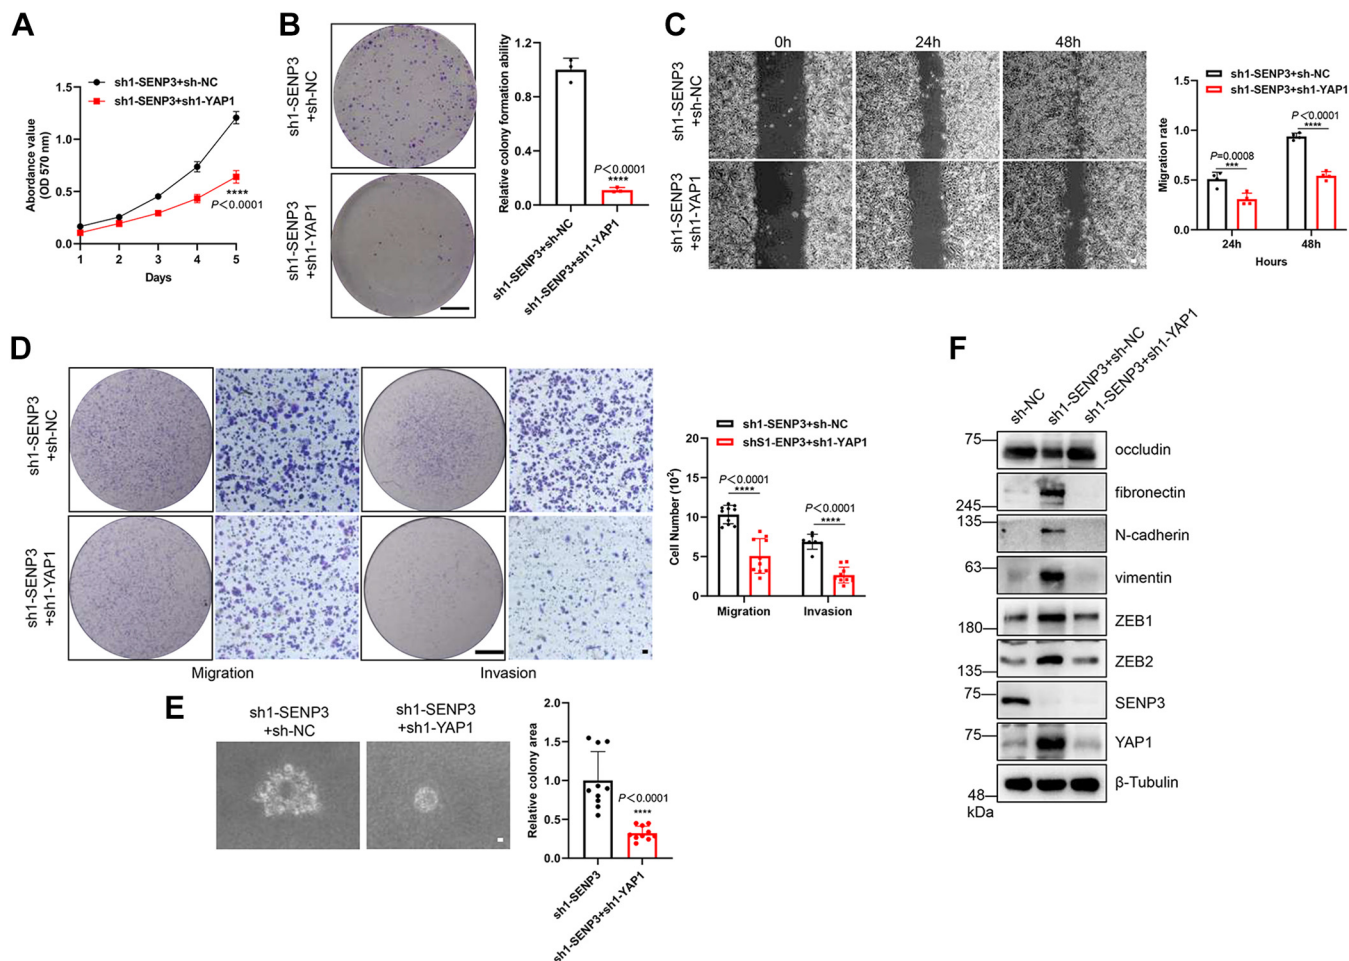 A
sh1-SENP3+sh-NC
sh1-SENP3+sh1-YAP1
Abordance value
(OD 570 nm)
1.5
1.0
0.5
0.0
****
P<0.0001
1 2 3 4 5
Days
B
sh1-SENP3
+sh-NC
sh1-SENP3
+sh1-YAP1
Relative colony formation ability
1.2
0.8
0.4
0.0
P<0.0001
****
sh1-SENP3+sh-NC
sh1-SENP3+sh1-YAP1
C
0h 24h 48h
sh1-SENP3
+sh-NC
sh1-SENP3
+sh1-YAP1
sh1-SENP3+sh-NC
sh1-SENP3+sh1-YAP1
Migration rate
1.5
1.0
0.5
0.0
P=0.0008
***
P<0.0001
****
24h 48h
Hours
D
sh1-SENP3
+sh-NC
sh1-SENP3
+sh1-YAP1
Migration Invasion
sh1-SENP3+sh-NC
shS1-ENP3+sh1-YAP1
Cell Number (10²)
20
15
10
5
0
P<0.0001
****
P<0.0001
****
Migration Invasion
E
sh1-SENP3
+sh-NC
sh1-SENP3
+sh1-YAP1
Relative colony area
2.0
1.5
1.0
0.5
0.0
P<0.0001
****
sh1-SENP3
sh1-SENP3+sh1-YAP1
F
sh-NC
sh1-SENP3+sh-NC
sh1-SENP3+sh1-YAP1
75 occludin
245 fibronectin
135 N-cadherin
63 vimentin
180 ZEB1
135 ZEB2
75 SENP3
75 YAP1
48 β-Tubulin
kDa